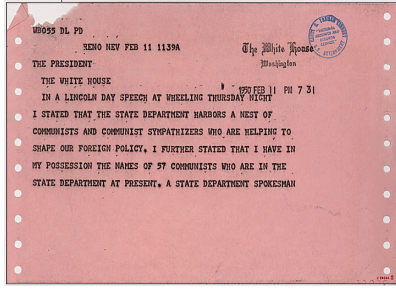 WB055 DL PD
RENO NEV FEB 11 1139A
The White House
Washington
1950 FEB 11 PM 7 31
THE PRESIDENT
THE WHITE HOUSE
IN A LINCOLN DAY SPEECH AT WHEELING THURSDAY NIGHT
I STATED THAT THE STATE DEPARTMENT HARBORS A NEST OF
COMMUNISTS AND COMMUNIST SYMPATHIZERS WHO ARE HELPING TO
SHAPE OUR FOREIGN POLICY. I FURTHER STATED THAT I HAVE IN
MY POSSESSION THE NAMES OF 57 COMMUNISTS WHO ARE IN THE
STATE DEPARTMENT AT PRESENT. A STATE DEPARTMENT SPOKESMAN